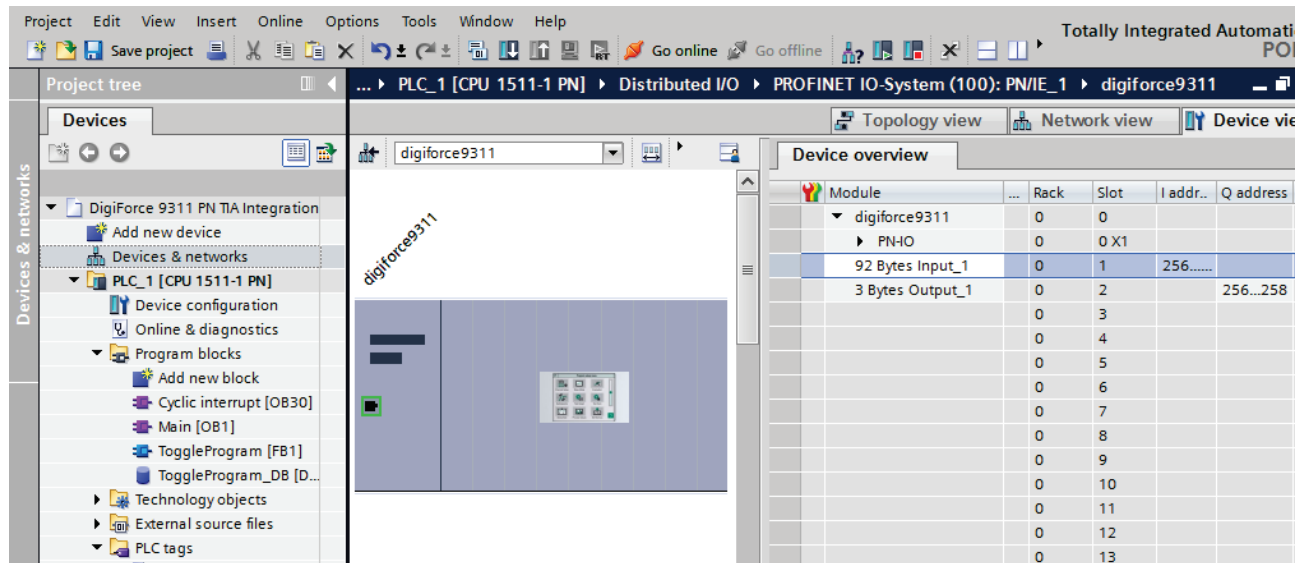 Project Edit View Insert Online Options Tools Window Help
Totally Integrated Automati
PO
Save project Go online Go offline
Project tree
... PLC_1 [CPU 1511-1 PN] Distributed I/O PROFINET IO-System (100): PN/IE_1 digiforce9311
Devices
Topology view Network view Device vie
digiforce9311
Device overview
Module ... Rack Slot I addr.. Q address
digiforce9311 0 0
PN-IO 0 0 X1
92 Bytes Input_1 0 1 256......
3 Bytes Output_1 0 2 256...258
0 3
0 4
0 5
0 6
0 7
0 8
0 9
0 10
0 11
0 12
0 13
Devices & networks
DigiForce 9311 PN TIA Integration
Add new device
Devices & networks
PLC_1 [CPU 1511-1 PN]
Device configuration
Online & diagnostics
Program blocks
Add new block
Cyclic interrupt [OB30]
Main [OB1]
ToggleProgram [FB1]
ToggleProgram_DB [D...
Technology objects
External source files
PLC tags
digiforce9311